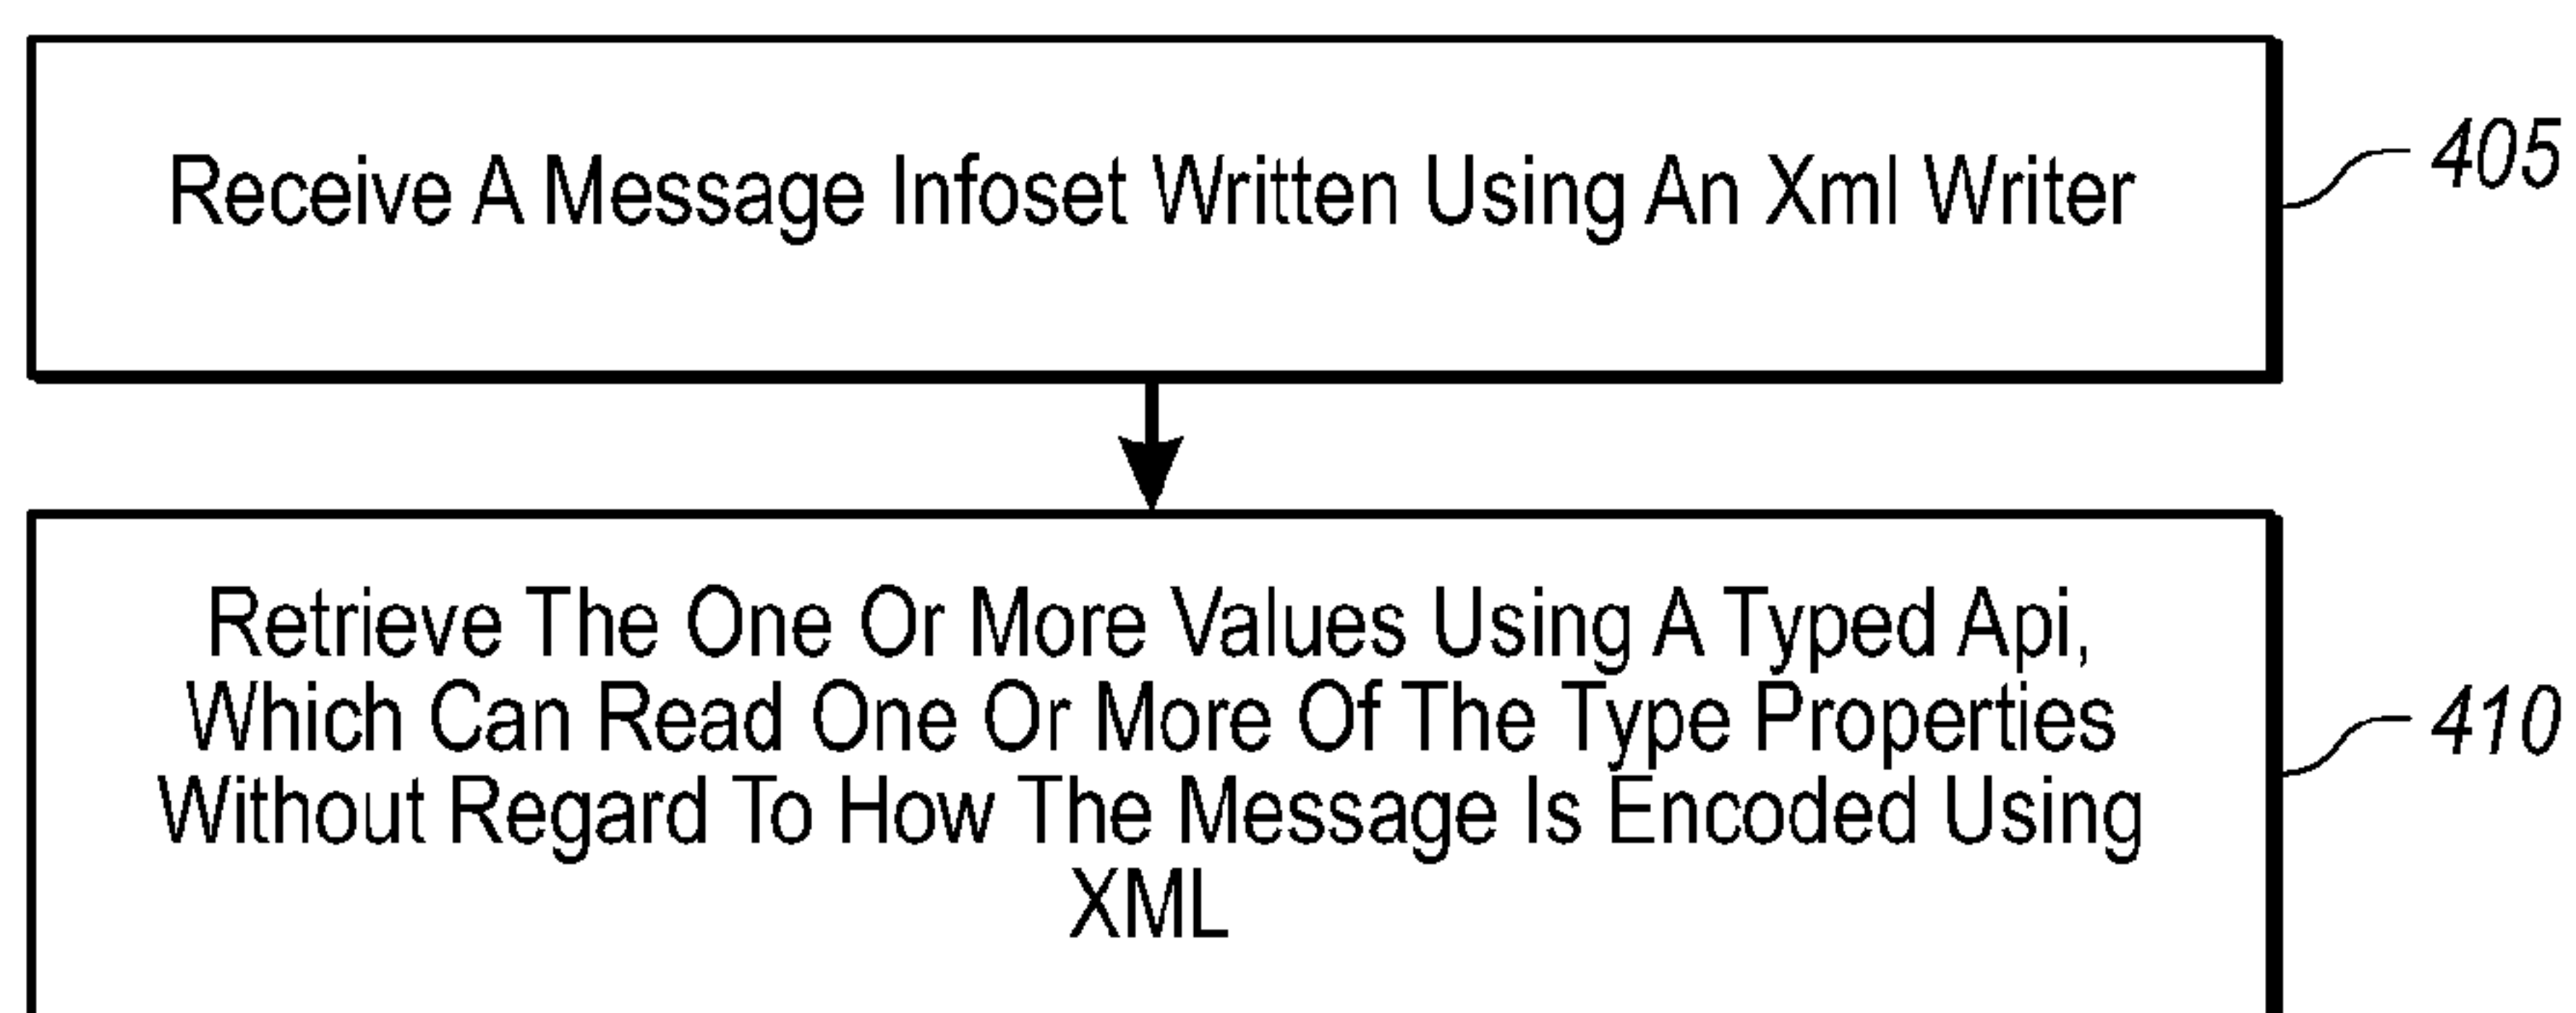 Receive A Message Infoset Written Using An Xml Writer
405
Retrieve The One Or More Values Using A Typed Api,
Which Can Read One Or More Of The Type Properties
Without Regard To How The Message Is Encoded Using
XML
410